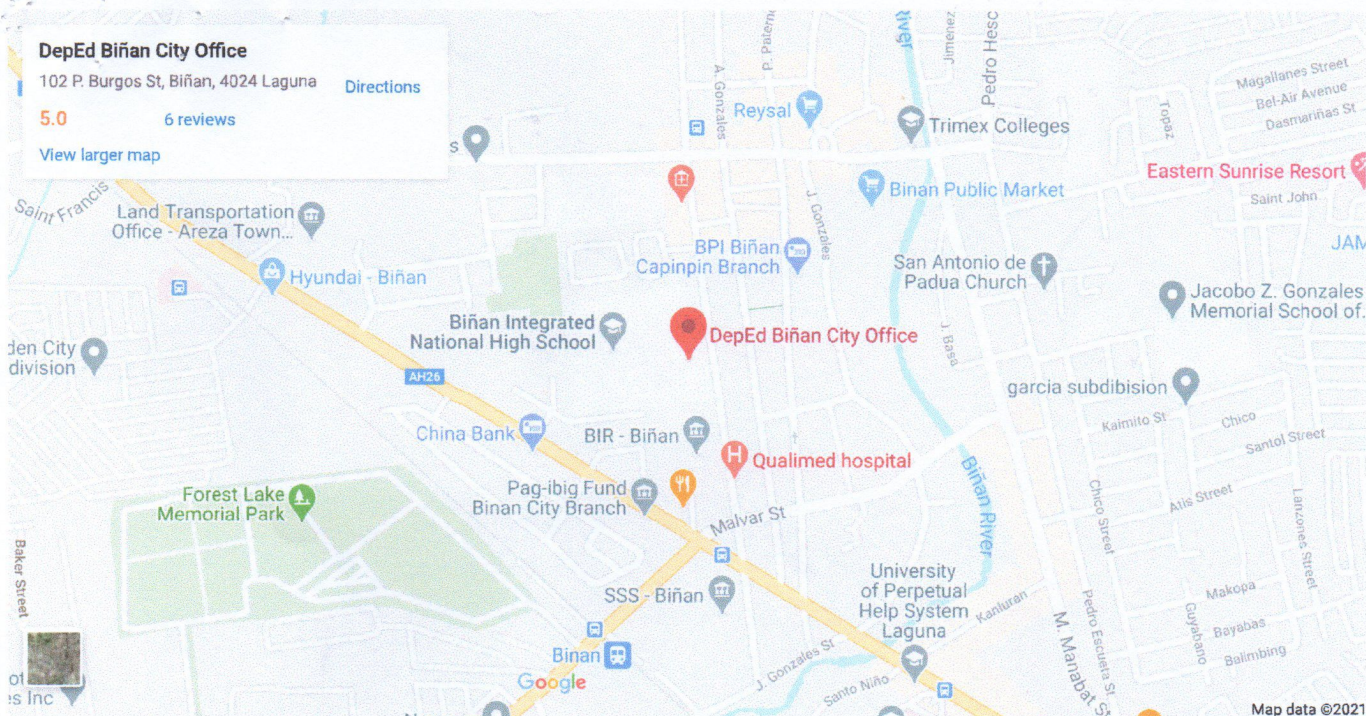 DepEd Biñan City Office
102 P. Burgos St, Biñan, 4024 Laguna
Directions
5.0
6 reviews
View larger map
River
Jimenez
Pedro Hesc
P. Patern
A. Gonzales
Magallanes Street
Bel-Air Avenue
Dasmariñas St
Topaz
Reysal
Trimex Colleges
s
Eastern Sunrise Resort
Saint John
Saint Francis
Binan Public Market
Land Transportation
Office - Areza Town...
J. Gonzales
JAM
BPI Biñan
Capinpin Branch
San Antonio de
Padua Church
Hyundai - Biñan
Jacobo Z. Gonzales
Memorial School of.
Biñan Integrated
National High School
DepEd Biñan City Office
J. Basa
den City
division
AH26
garcia subdibision
Kaimito St
Chico
Santol Street
China Bank
BIR - Biñan
Qualimed hospital
Biñan River
Forest Lake
Memorial Park
Pag-ibig Fund
Binan City Branch
Chico Street
Atis Street
Lanzones Street
Malvar St
Baker Street
University
of Perpetual
Help System
Laguna
Kanluran
SSS - Biñan
Makopa
Guyabano
Bayabas
Balimbing
Pedro Escueta St
M. Manabat St
Binan
J. Gonzales St
Santo Niño
Google
es Inc
Map data ©2021